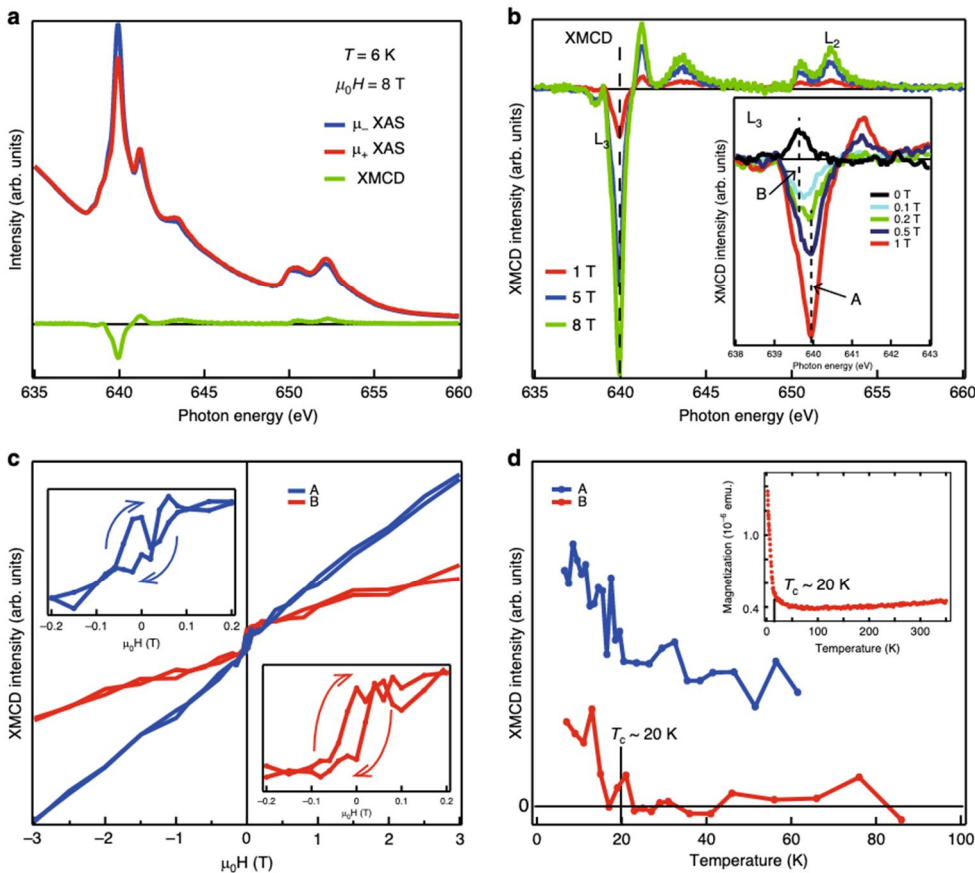 a
Intensity (arb. units)
T = 6 K
μ₀H = 8 T
μ₋ XAS
μ₊ XAS
XMCD
635 640 645 650 655 660
Photon energy (eV)
b
XMCD intensity (arb. units)
XMCD
L₂
L₃
1 T
5 T
8 T
635 640 645 650 655 660
Photon energy (eV)
L₃
XMCD intensity (arb. units)
B
A
0 T
0.1 T
0.2 T
0.5 T
1 T
638 639 640 641 642 643
Photon energy (eV)
c
XMCD intensity (arb. units)
A
B
−0.2 −0.1 0 0.1 0.2
μ₀H (T)
−0.2 −0.1 0 0.1 0.2
μ₀H (T)
−3 −2 −1 0 1 2 3
μ₀H (T)
d
XMCD intensity (arb. units)
A
B
Magnetization (10⁻⁶ emu.)
1.0
0.4
T_c ~ 20 K
0 100 200 300
Temperature (K)
T_c ~ 20 K
0
0 20 40 60 80 100
Temperature (K)